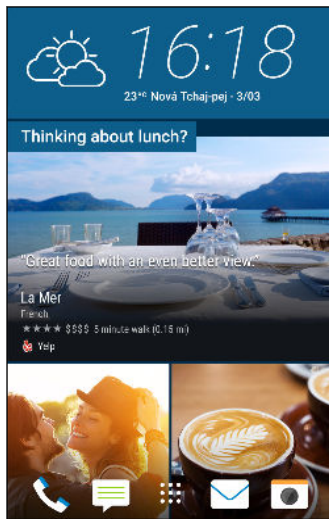 16:18
23°C Nová Tchaj-pej - 3/03
Thinking about lunch?
"Great food with an even better view."
La Mer
French
★★★★ $$$$ 5 minute walk (0.15 mi)
Yelp